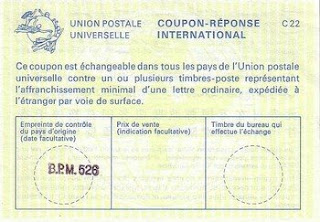 UNION POSTALE
UNIVERSELLE
COUPON-RÉPONSE
INTERNATIONAL
C 22
Ce coupon est échangeable dans tous les pays de l'Union postale
universelle contre un ou plusieurs timbres-poste représentant
l'affranchissement minimal d'une lettre ordinaire, expédiée à
l'étranger par voie de surface.
Empreinte de contrôle
du pays d'origine
(date facultative)
Prix de vente
(indication facultative)
Timbre du bureau qui
effectue l'échange
B.P.M. 526